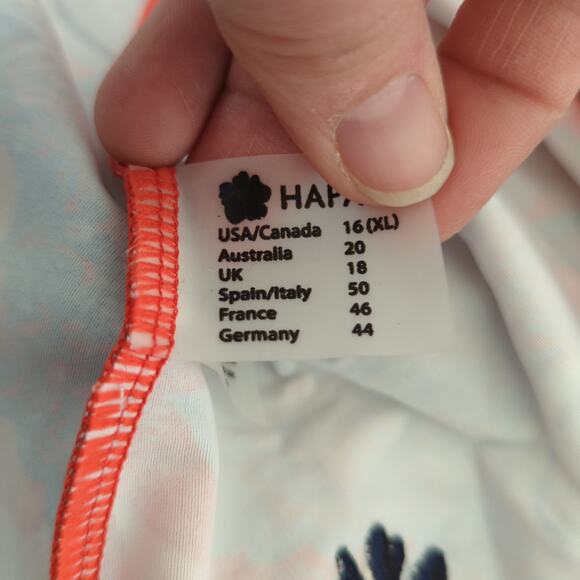 USA/Canada 16(XL)
Australia 20
UK 18
Spain/Italy 50
France 46
Germany 44